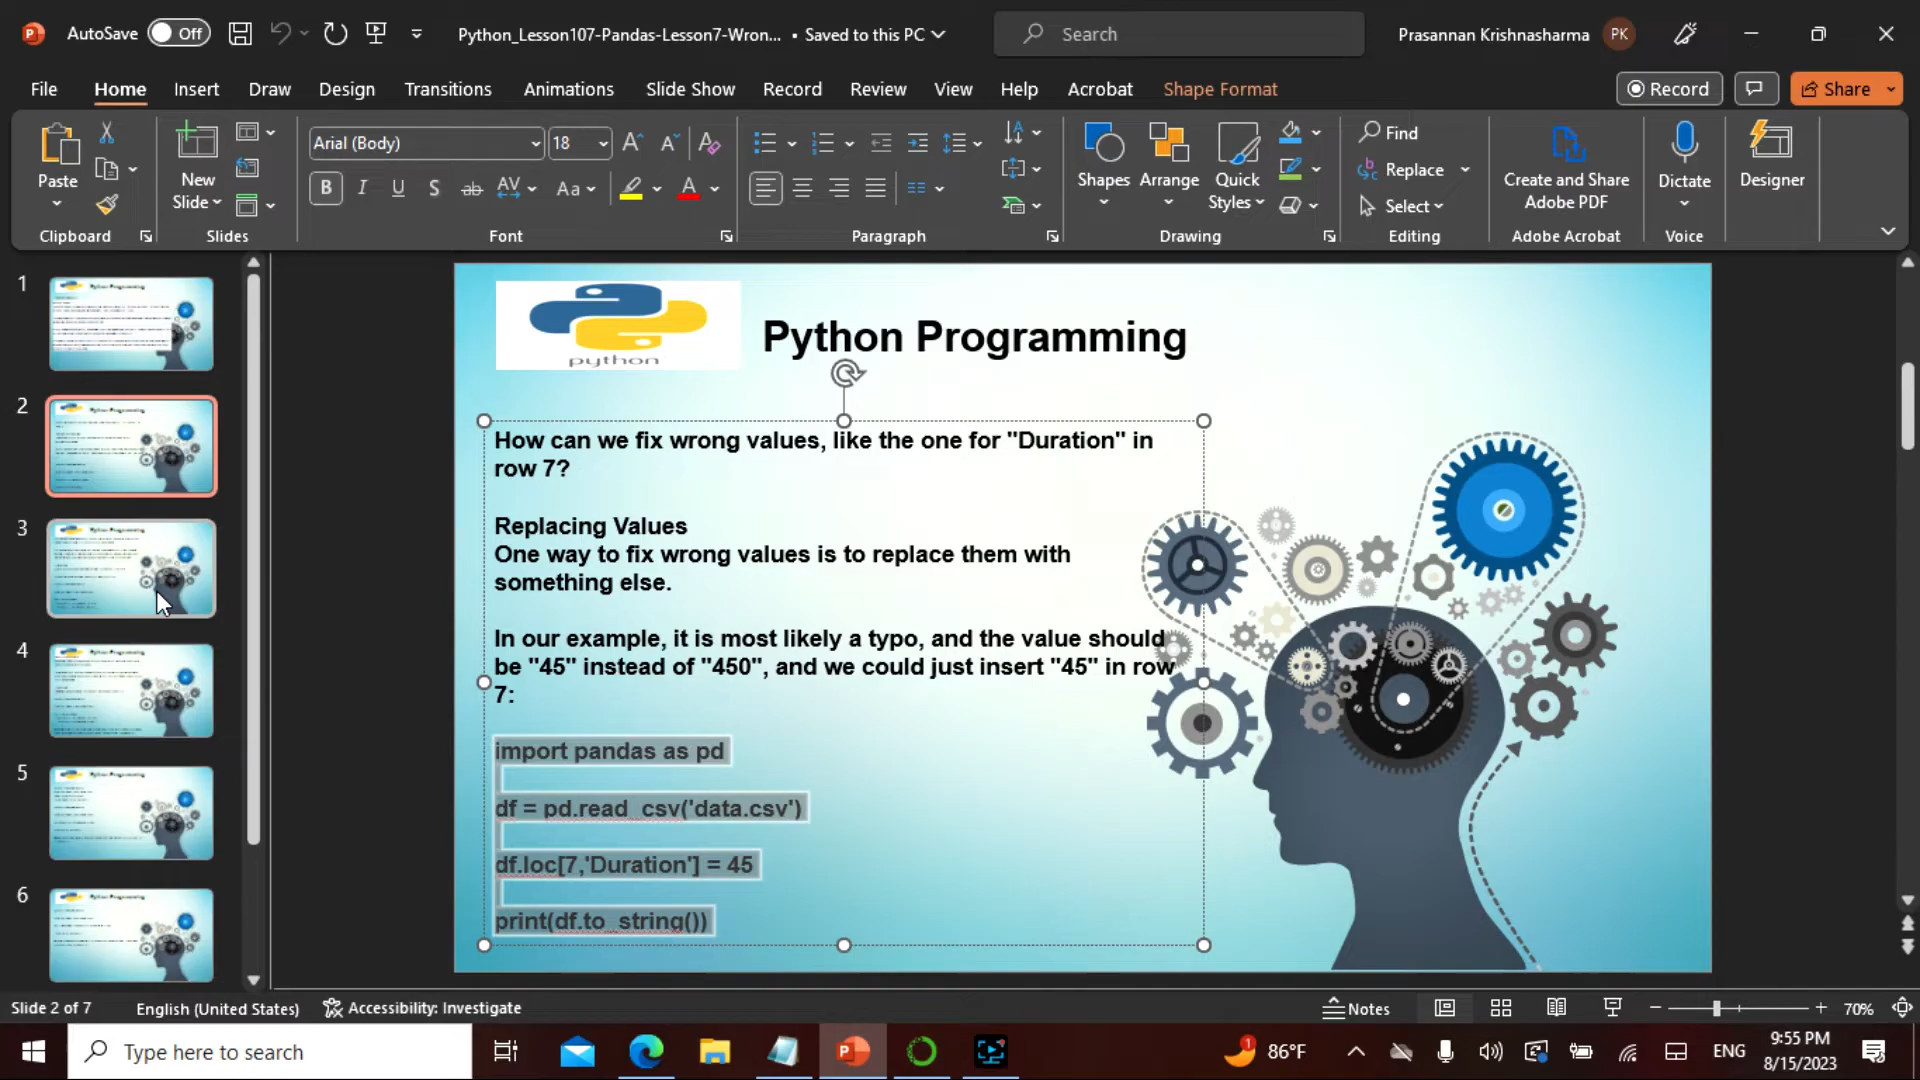 AutoSave Off Python_Lesson107-Pandas-Lesson7-Wron... • Saved to this PC Search Prasannan Krishnasharma PK
File Home Insert Draw Design Transitions Animations Slide Show Record Review View Help Acrobat Shape Format Record Share
Paste
New
Slide
Arial (Body) 18
Shapes
Arrange
Quick
Styles
Find
Replace
Select
Create and Share
Adobe PDF
Dictate
Designer
Clipboard Slides Font Paragraph Drawing Editing Adobe Acrobat Voice
1
2
3
4
5
6
python
Python Programming
How can we fix wrong values, like the one for "Duration" in
row 7?
Replacing Values
One way to fix wrong values is to replace them with
something else.
In our example, it is most likely a typo, and the value should
be "45" instead of "450", and we could just insert "45" in row
7:
import pandas as pd
df = pd.read_csv('data.csv')
df.loc[7,'Duration'] = 45
print(df.to_string())
Slide 2 of 7 English (United States) Accessibility: Investigate Notes 70%
Type here to search 1 86°F ENG 9:55 PM
8/15/2023